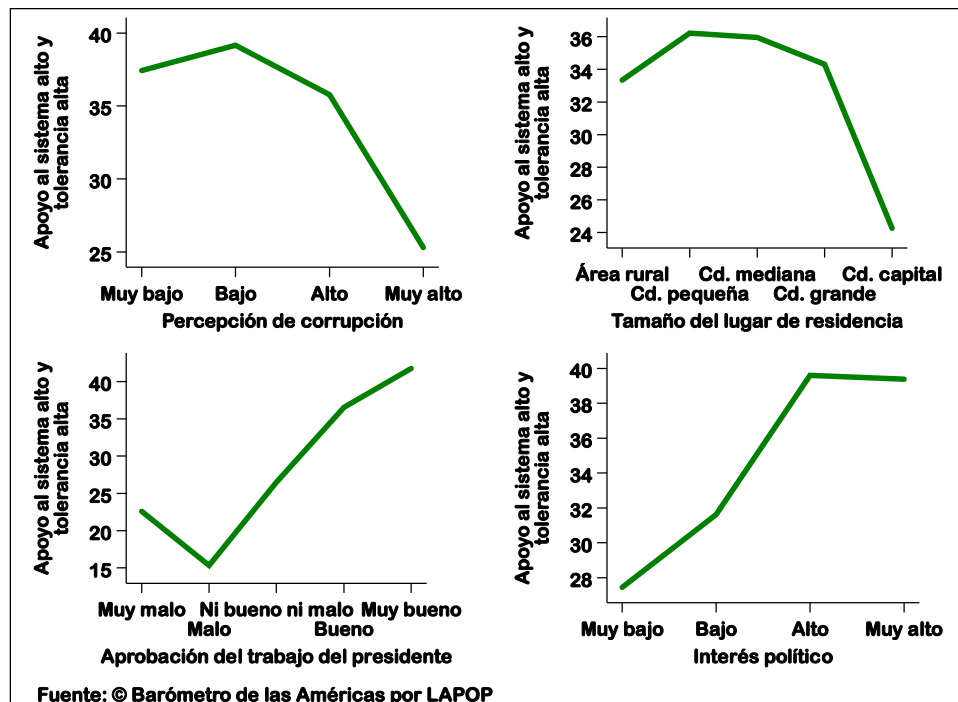 Apoyo al sistema alto y
tolerancia alta
40
35
30
25
Muy bajo
Bajo
Alto
Muy alto
Percepción de corrupción
Apoyo al sistema alto y
tolerancia alta
36
34
32
30
28
26
24
Área rural
Cd. mediana
Cd. capital
Cd. pequeña
Cd. grande
Tamaño del lugar de residencia
Apoyo al sistema alto y
tolerancia alta
40
35
30
25
20
15
Muy malo
Ni bueno ni malo
Muy bueno
Malo
Bueno
Aprobación del trabajo del presidente
Apoyo al sistema alto y
tolerancia alta
40
38
36
34
32
30
28
Muy bajo
Bajo
Alto
Muy alto
Interés político
Fuente: © Barómetro de las Américas por LAPOP